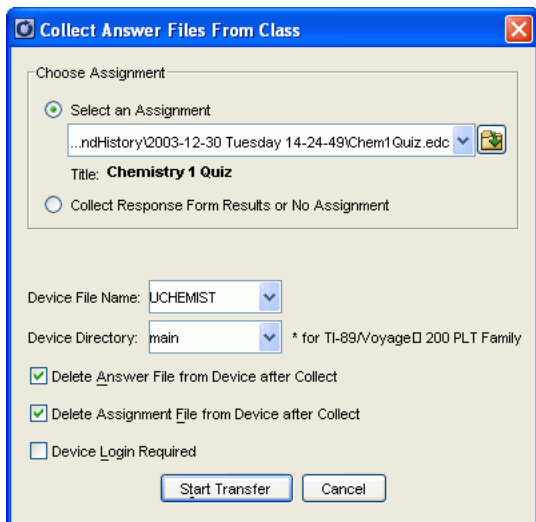 Collect Answer Files From Class
Choose Assignment
Select an Assignment
...ndHistory\2003-12-30 Tuesday 14-24-49\Chem1Quiz.edc
Title: Chemistry 1 Quiz
Collect Response Form Results or No Assignment
Device File Name: UCHEMIST
Device Directory: main * for TI-89/Voyage□ 200 PLT Family
Delete Answer File from Device after Collect
Delete Assignment File from Device after Collect
Device Login Required
Start Transfer Cancel